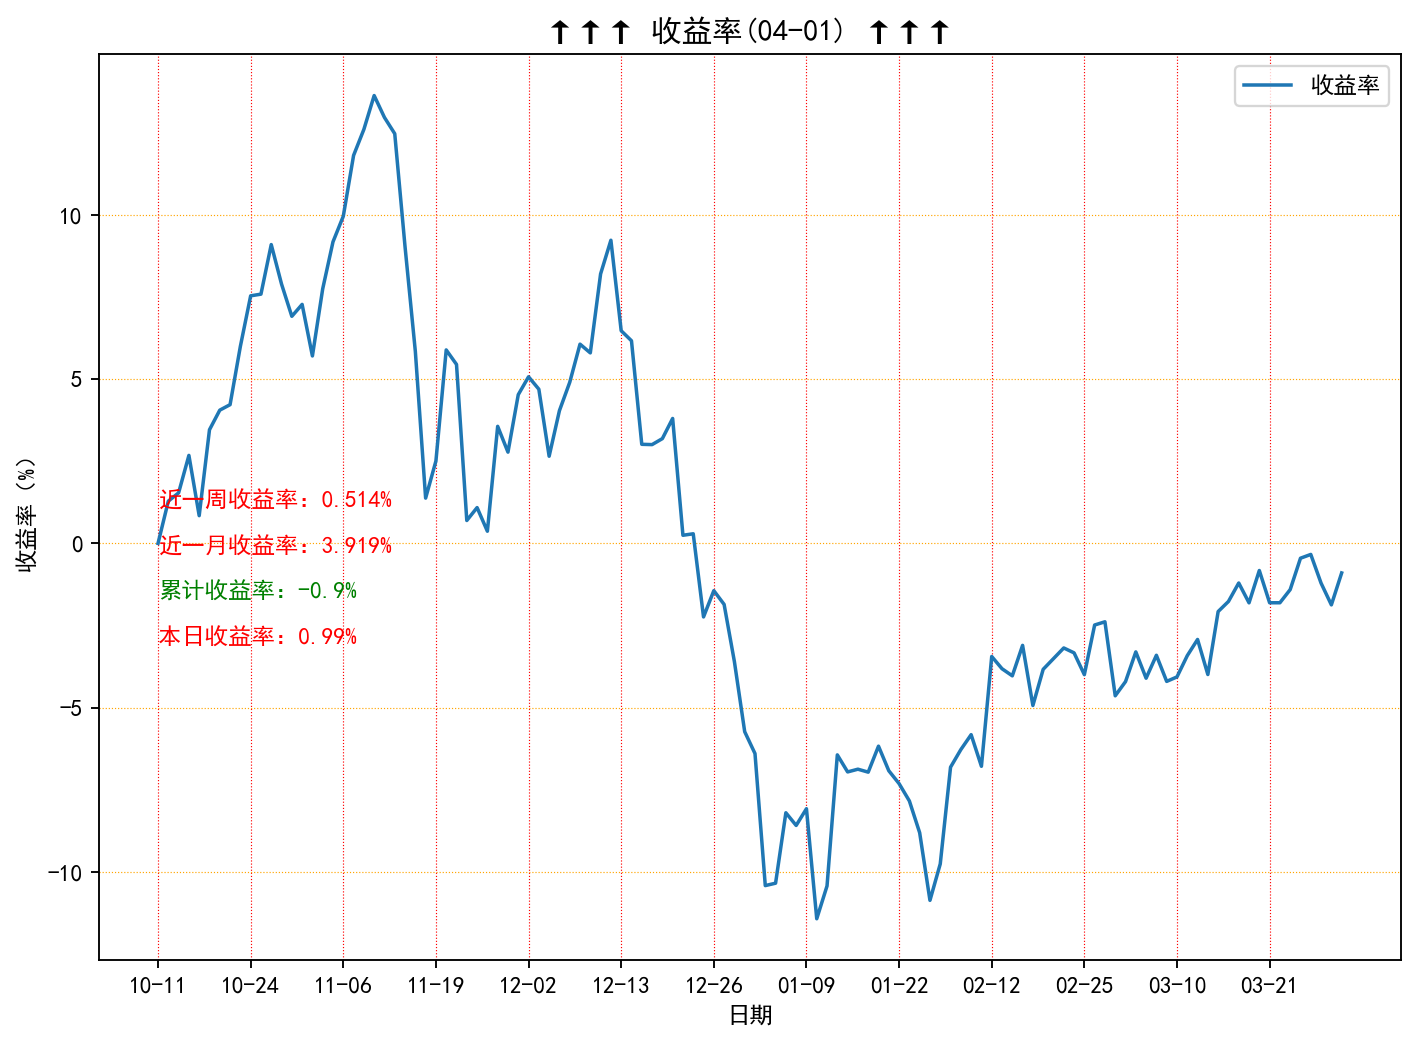 ↑↑↑ 收益率(04-01) ↑↑↑
收益率
10
5
0
-5
-10
收益率 (%)
近一周收益率: 0.514%
近一月收益率: 3.919%
累计收益率: -0.9%
本日收益率: 0.99%
10-11 10-24 11-06 11-19 12-02 12-13 12-26 01-09 01-22 02-12 02-25 03-10 03-21
日期